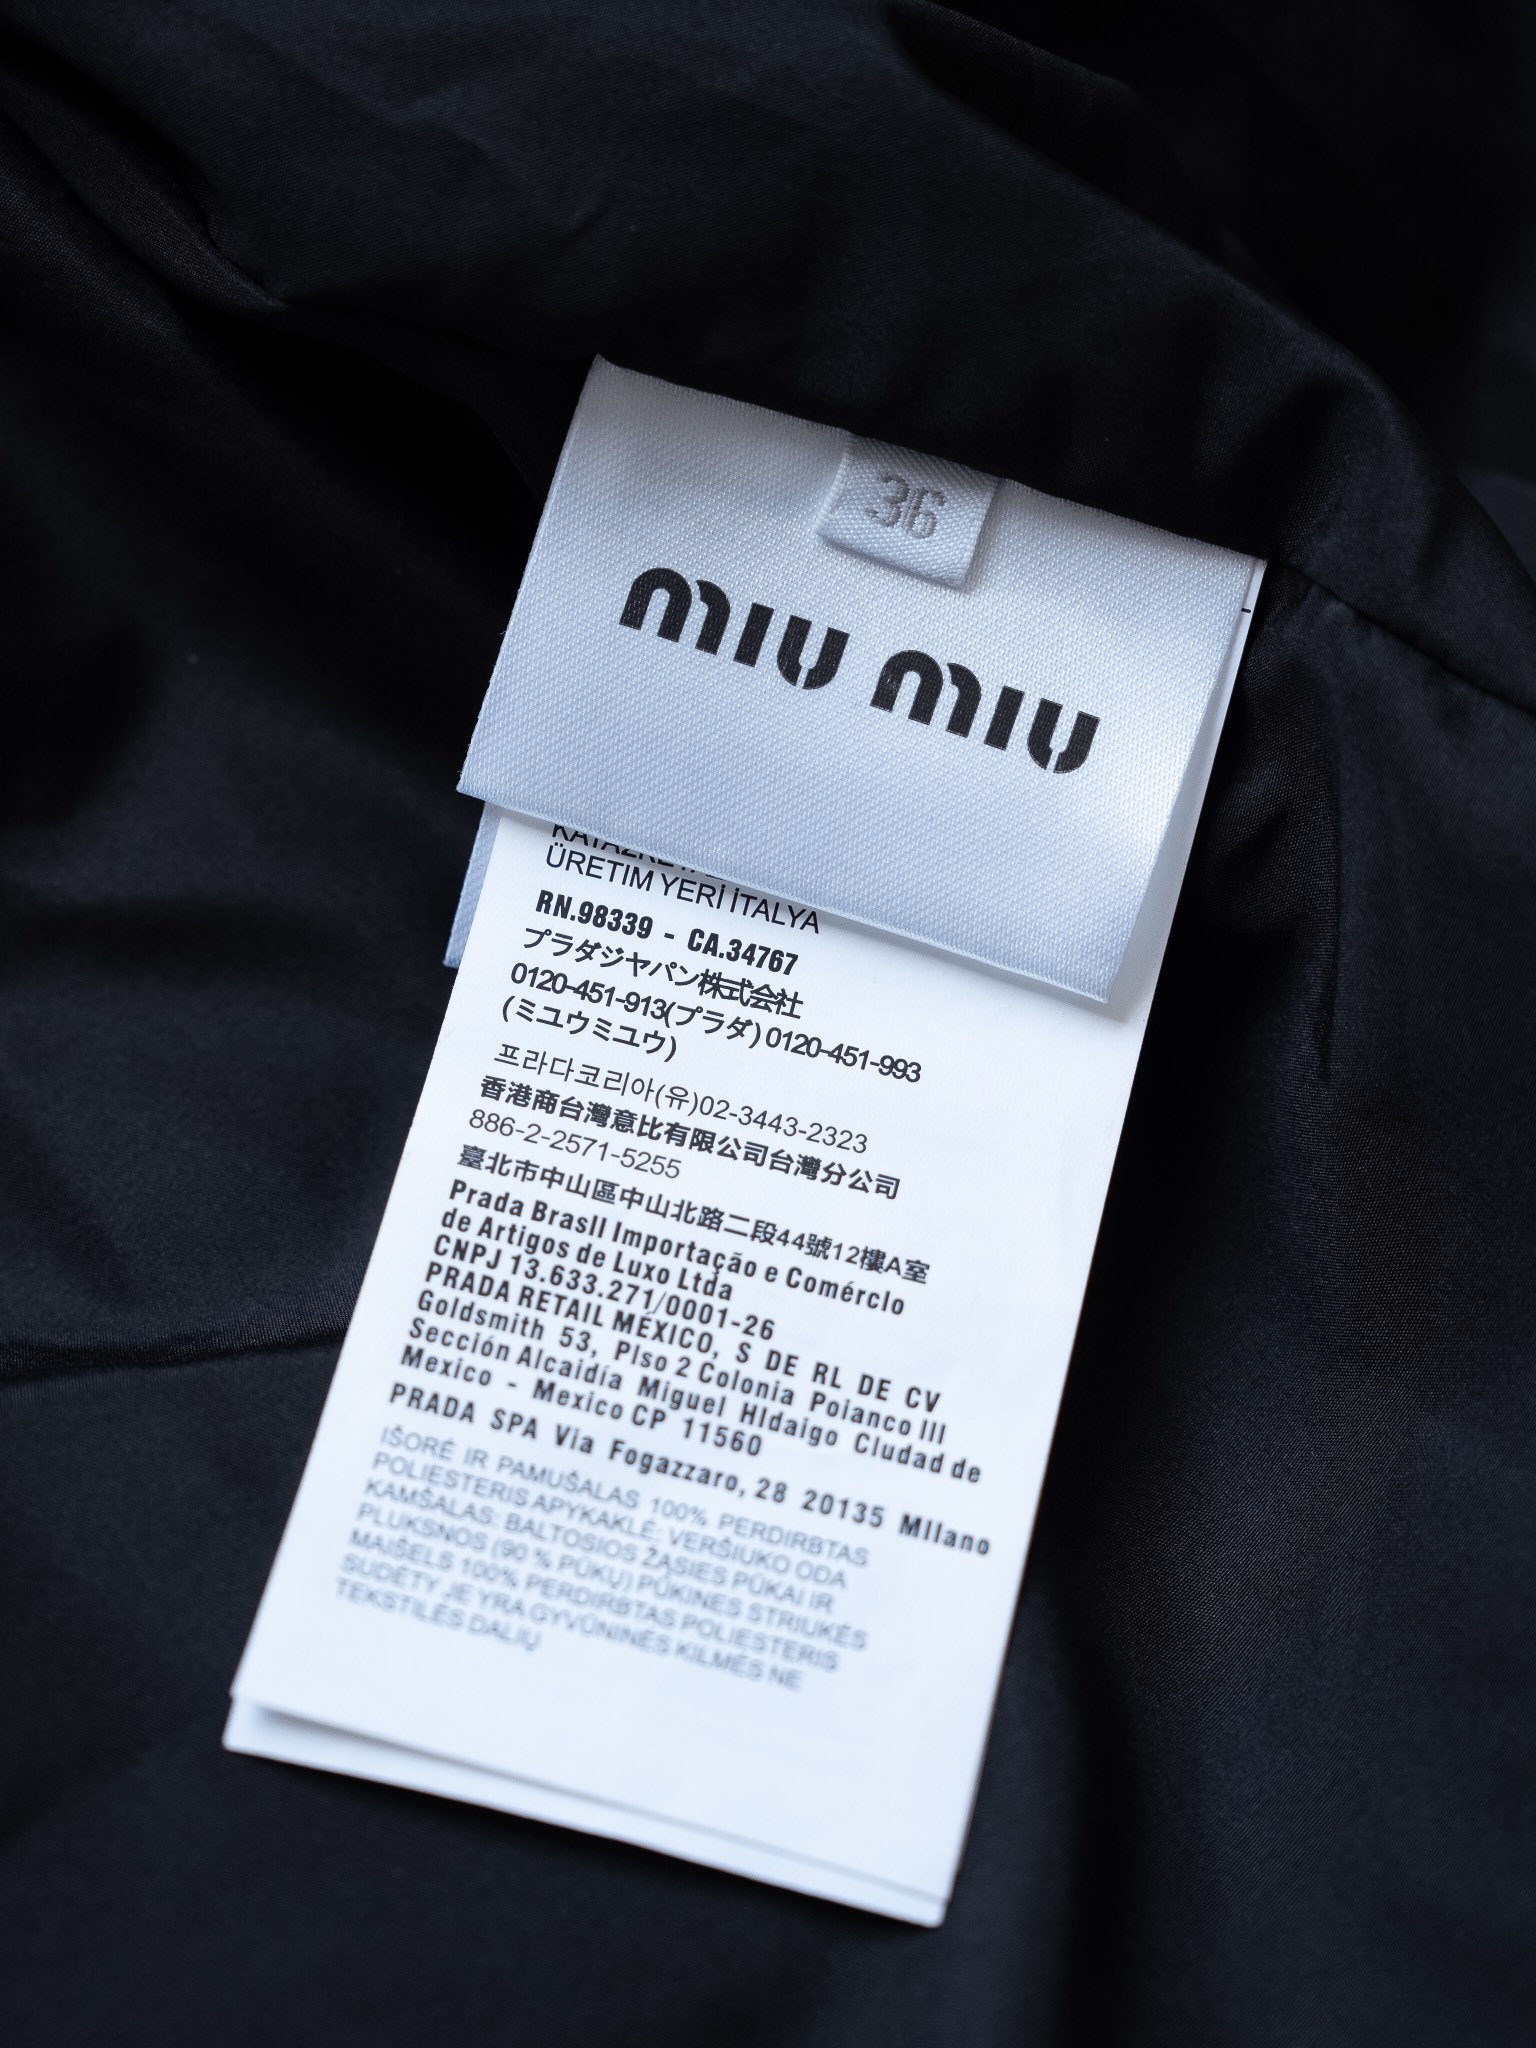 36
miu miu
ÜRETIM YERİ İTALYA
RN.98339 - CA.34767
プラダジヤパン株式会社
0120-451-913(プラダ) 0120-451-993
(ミユウミユウ)
프라다코리아(유)02-3443-2323
香港商台灣意比有限公司台灣分公司
886-2-2571-5255
臺北市中山區中山北路二段44號12樓A室
Prada BrasIl Importação e ComércIo
de Artigos de Luxo Ltda
CNPJ 13.633.271/0001-26
PRADA RETAIL MÉXICO, S DE RL DE CV
Goldsmith 53, PIso 2 Colonia Poianco III
Sección Alcaidía Miguel HIdaigo Ciudad de
Mexico - Mexico CP 11560
PRADA SPA Via Fogazzaro, 28 20135 MIlano
IŠORĖ IR PAMUŠALAS 100% PERDIRBTAS
POLIESTERIS APYKAKLĖ: VERŠIUKO ODA
KAMŠALAS: BALTOSIOS ŽĄSIES PŪKAI IR
PLUKSNOS (90 % PŪKŲ) PŪKINĖS STRIUKĖS
MAIŠELS 100% PERDIRBTAS POLIESTERIS
SUDĖTY JE YRA GYVŪNINĖS KILMĖS NE
TEKSTILĖS DALIŲ